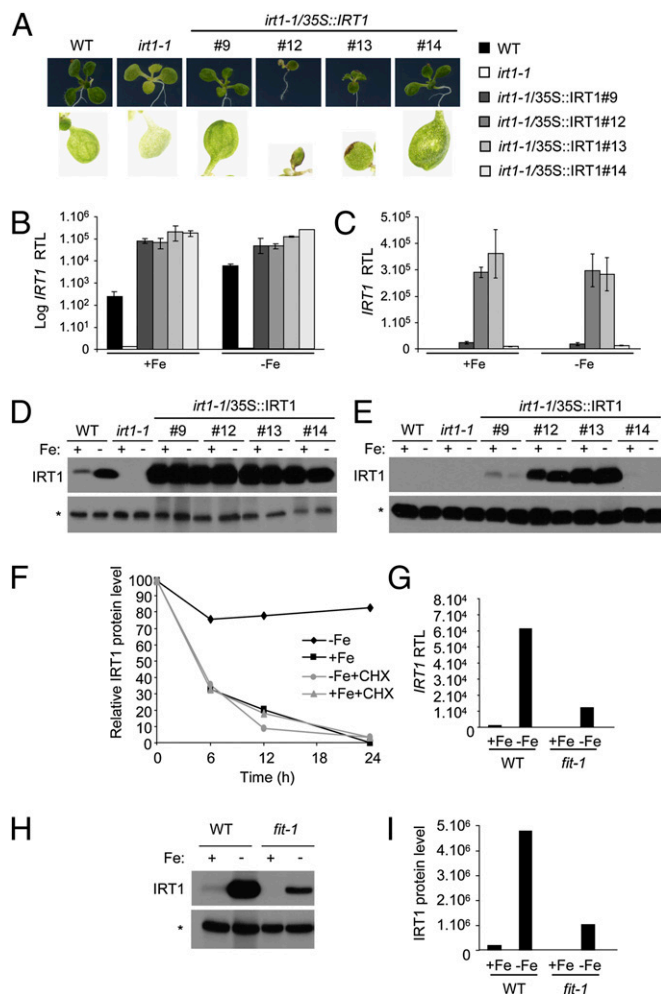 A
irt1-1/35S::IRT1
WT irt1-1 #9 #12 #13 #14
WT
irt1-1
irt1-1/35S::IRT1#9
irt1-1/35S::IRT1#12
irt1-1/35S::IRT1#13
irt1-1/35S::IRT1#14
B
Log IRT1 RTL
1.10⁶
1.10⁵
1.10⁴
1.10³
1.10²
1.10¹
0
+Fe -Fe
C
IRT1 RTL
5.10⁵
4.10⁵
3.10⁵
2.10⁵
1.10⁵
0
+Fe -Fe
D
irt1-1/35S::IRT1
WT irt1-1 #9 #12 #13 #14
Fe: + - + - + - + - + - + -
IRT1
*
E
irt1-1/35S::IRT1
WT irt1-1 #9 #12 #13 #14
Fe: + - + - + - + - + - + -
IRT1
*
F
Relative IRT1 protein level
100
90
80
70
60
50
40
30
20
10
0
0 6 12 18 24
Time (h)
-Fe
+Fe
-Fe+CHX
+Fe+CHX
G
IRT1 RTL
8.10⁴
7.10⁴
6.10⁴
5.10⁴
4.10⁴
3.10⁴
2.10⁴
1.10⁴
0
+Fe -Fe +Fe -Fe
WT fit-1
H
WT fit-1
Fe: + - + -
IRT1
*
I
IRT1 protein level
5.10⁶
4.10⁶
3.10⁶
2.10⁶
1.10⁶
0
+Fe -Fe +Fe -Fe
WT fit-1